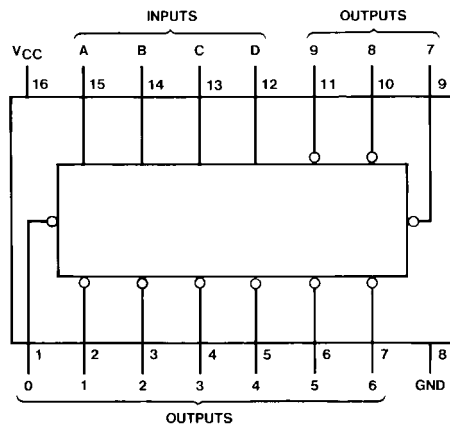 INPUTS OUTPUTS
VCC A B C D 9 8 7
16 15 14 13 12 11 10 9
1 2 3 4 5 6 7 8
0 1 2 3 4 5 6 GND
OUTPUTS